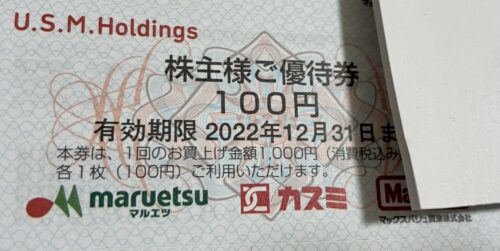 U.S.M.Holdings
株主様ご優待券
100円
有効期限 2022年12月31日ま
本券は、1回のお買上げ金額1,000円(消費税込み
各1枚(100円)ご利用いただけます。
maruetsu カスミ Ma
マルエツ マックスバリュ関東株式会社